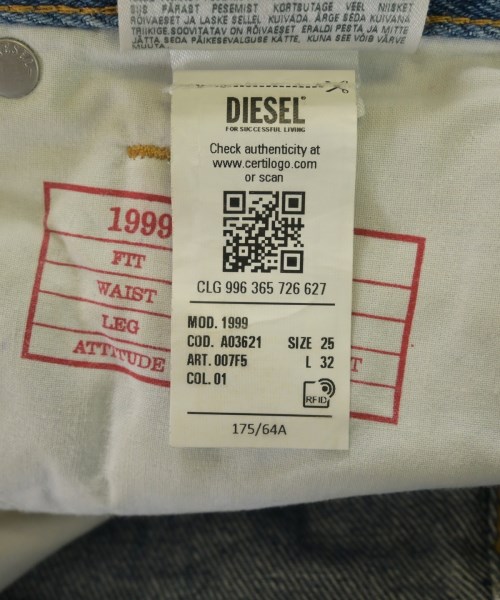 SIIS PÄRAST PESEMIST KORTSUTAGE VEEL NIISKET
RÕIVAESET JA LASKE SELLEL KUIVADA. ÄRGE SEDA KUIVANA
TRIIKIGE. SOOVITATAV ON RÕIVAESET ERALDI PESTA JA MITTE
JÄTTA SEDA PÄIKESEVALGUSE KÄTTE, KUNA SEE VÕIB VÄRVE
MUUTA
DIESEL
FOR SUCCESSFUL LIVING
Check authenticity at
www.certilogo.com
or scan
CLG 996 365 726 627
MOD. 1999
COD. A03621 SIZE 25
ART. 007F5 L 32
COL. 01
RFID
175/64A
1999
FIT
WAIST
LEG
ATTITUDE T